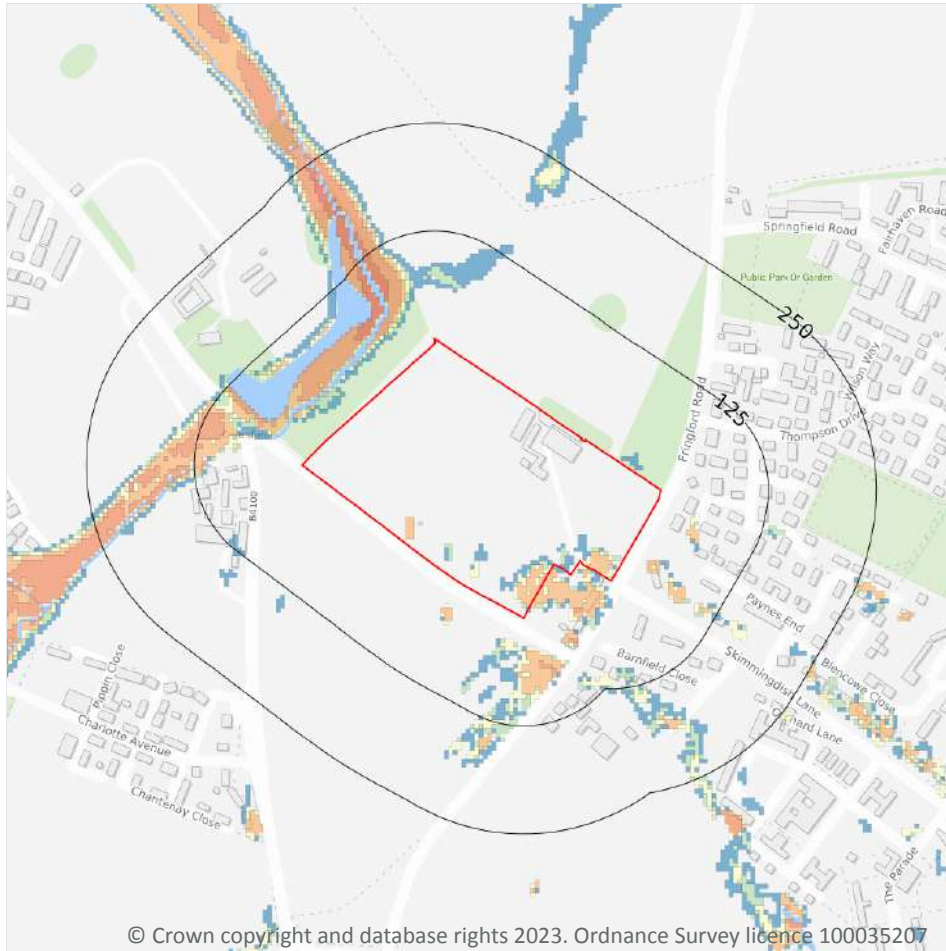 Springfield Road
Fairhaven Road
Public Park Or Garden
250
Wilson Way
125
Thompson Drive
Fringford Road
B4100
Paynes End
Barnfield Close
Skimmingdish Lane
Blencowe Close
Orchard Lane
Pippin Close
Charlotte Avenue
Chantenay Close
The Parade
© Crown copyright and database rights 2023. Ordnance Survey licence 100035207